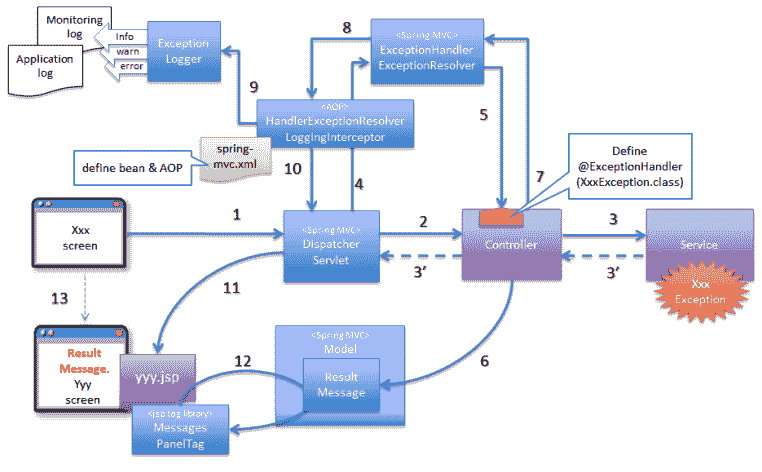 Monitoring
log
Application
log
Info
warn
error
Exception
Logger
8
<Spring MVC>
ExceptionHandler
ExceptionResolver
9
<AOP>
HandlerExceptionResolver
LoggingInterceptor
5
define bean & AOP
spring-
mvc.xml
10
4
7
Define
@ExceptionHandler
(XxxException.class)
Xxx
screen
1
<Spring MVC>
Dispatcher
Servlet
2
3'
Controller
3
3'
Service
Xxx
Exception
13
11
6
Result
Message.
Yyy
screen
yyy.jsp
12
<Spring MVC>
Model
Result
Message
<jsp tag library>
Messages
PanelTag